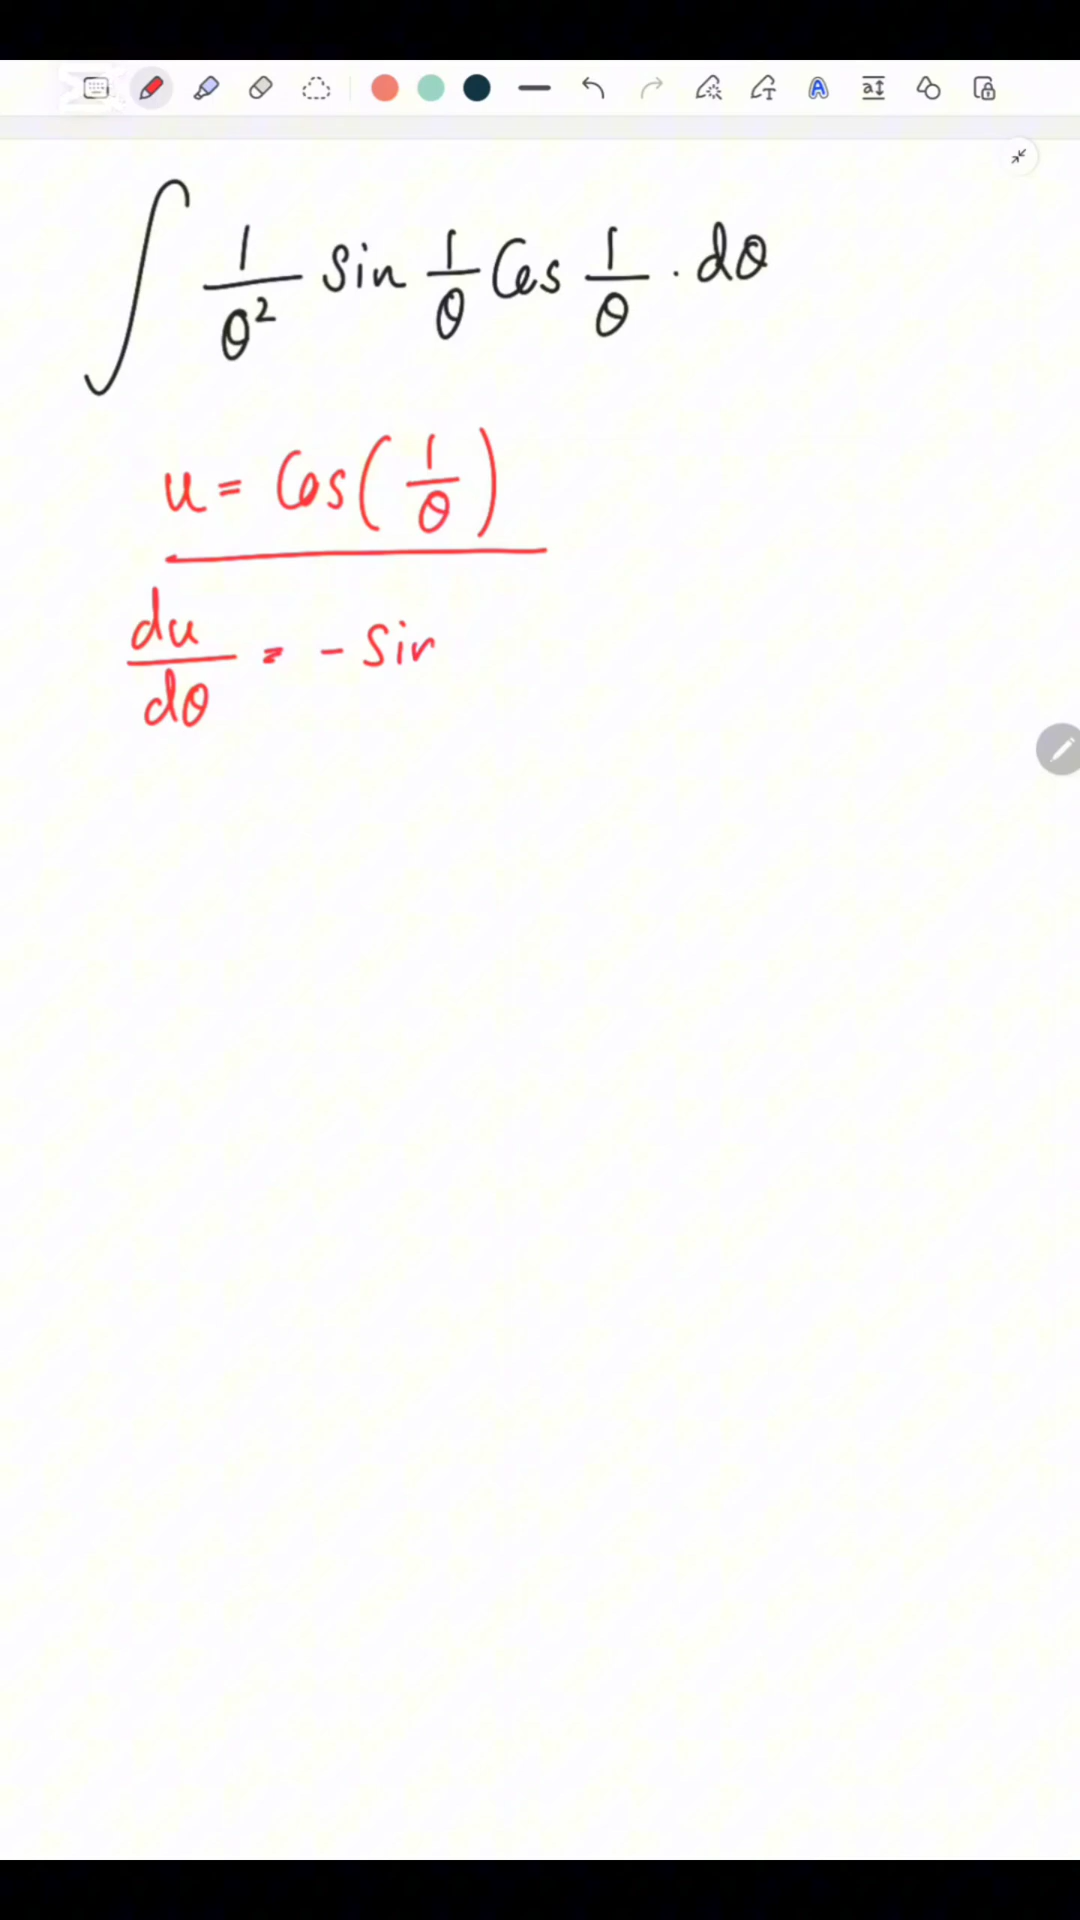 ∫ 1/θ² sin 1/θ Cos 1/θ · dθ
u = Cos(1/θ)
du/dθ = - sin